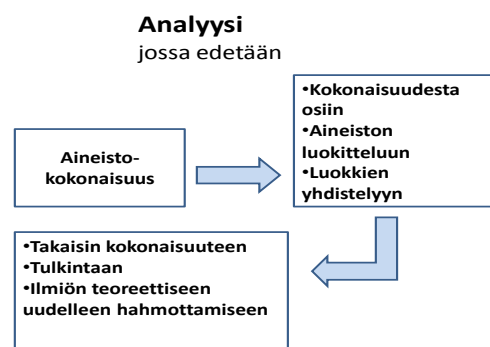 Analyysi
jossa edetään
Aineisto-
kokonaisuus
•Kokonaisuudesta
osiin
•Aineiston
luokitteluun
•Luokkien
yhdistelyyn
•Takaisin kokonaisuuteen
•Tulkintaan
•Ilmiön teoreettiseen
uudelleen hahmottamiseen